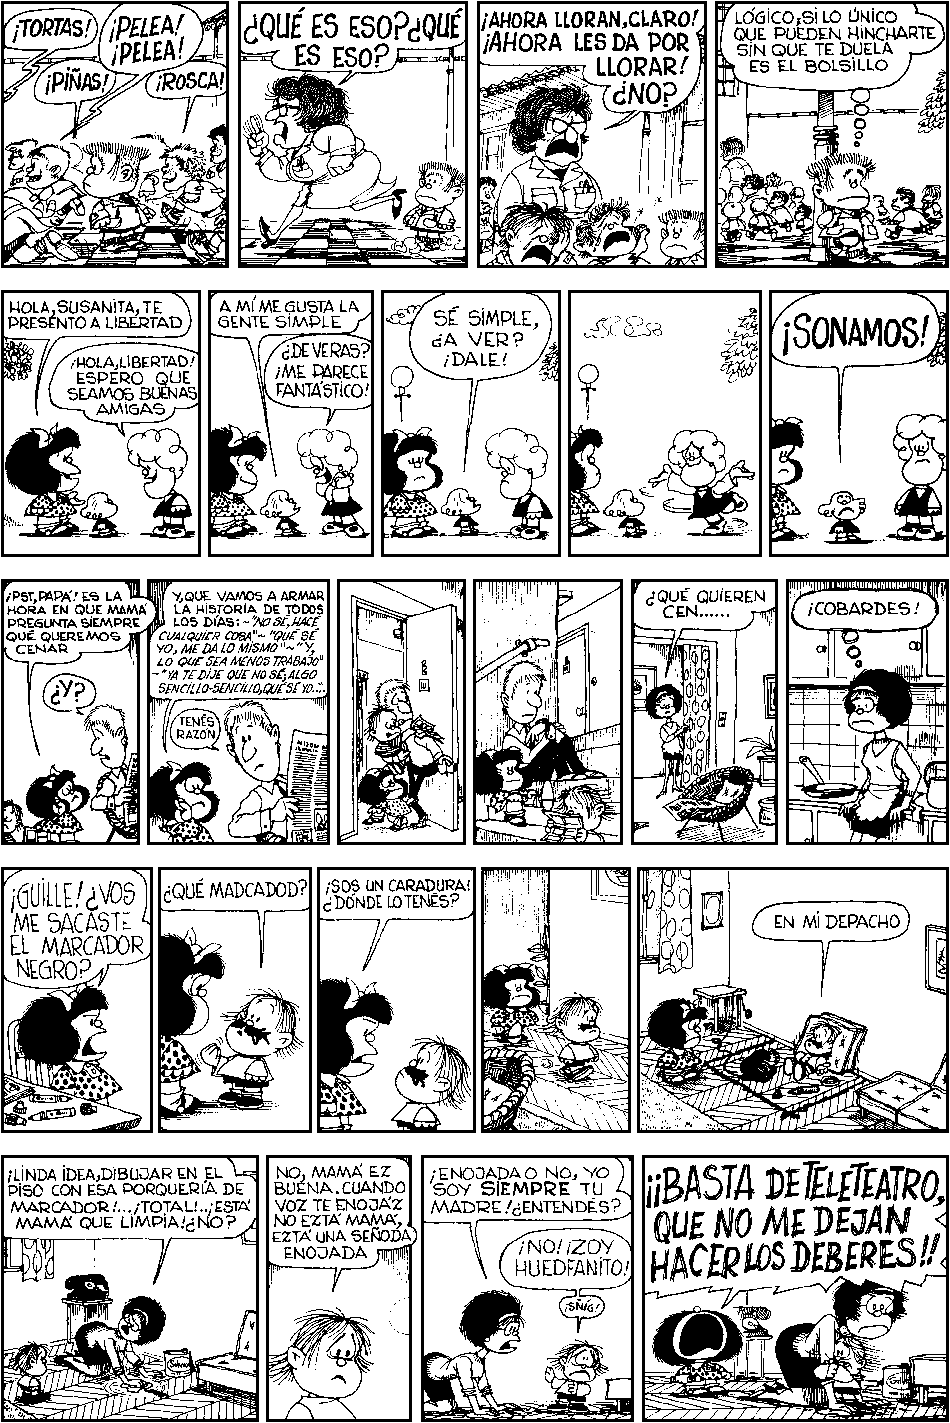 ¡TORTAS!
¡PELEA!
¡PELEA!
¡PIÑAS!
¡ROSCA!
¿QUÉ ES ESO?¿QUÉ
ES ESO?
¡AHORA LLORAN, CLARO!
¡AHORA LES DA POR
LLORAR!
¿NO?
LÓGICO, SI LO ÚNICO
QUE PUEDEN HINCHARTE
SIN QUE TE DUELA
ES EL BOLSILLO
HOLA, SUSANITA, TE
PRESENTO A LIBERTAD
¡HOLA, LIBERTAD!
ESPERO QUE
SEAMOS BUENAS
AMIGAS
A MÍ ME GUSTA LA
GENTE SIMPLE
¿DE VERAS?
¡ME PARECE
FANTÁSTICO!
SÉ SIMPLE,
¿A VER?
¡DALE!
¡SONAMOS!
¡PST, PAPÁ! ES LA
HORA EN QUE MAMÁ
PREGUNTA SIEMPRE
QUÉ QUEREMOS
CENAR
¿Y?
Y, QUE VAMOS A ARMAR
LA HISTORIA DE TODOS
LOS DÍAS:~"NO SÉ, HACÉ
CUALQUIER COSA"~"QUÉ SÉ
YO, ME DA LO MISMO"~"Y,
LO QUE SEA MENOS TRABAJO"
~"YA TE DIJE QUE NO SÉ, ALGO
SENCILLO-SENCILLO, QUÉ SÉ YO...
TENÉS
RAZÓN
¿QUÉ QUIEREN
CEN......
¡COBARDES!
¡GUILLE! ¿VOS
ME SACASTE
EL MARCADOR
NEGRO?
¿QUÉ MADCADOD?
¡SOS UN CARADURA!
¿DÓNDE LO TENÉS?
EN MI DEPACHO
¡LINDA IDEA, DIBUJAR EN EL
PISO CON ESA PORQUERÍA DE
MARCADOR!...¡TOTAL!..¡ESTÁ
MAMÁ QUE LIMPIA!¿NO?
NO, MAMÁ EZ
BUENA. CUANDO
VOZ TE ENOJÁZ
NO EZTÁ MAMÁ,
EZTÁ UNA SEÑODA
ENOJADA
¡ENOJADA O NO, YO
SOY SIEMPRE TU
MADRE! ¿ENTENDÉS?
¡NO! ¡ZOY
HUEDFANITO!
¡SÑIG!
¡¡BASTA DE TELETEATRO,
QUE NO ME DEJAN
HACER LOS DEBERES!!